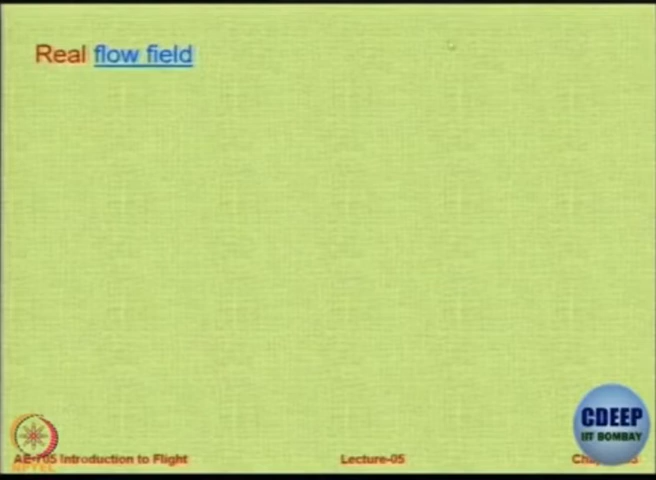 Real flow field
CDEEP
IIT BOMBAY
Introduction to Flight
Lecture-05